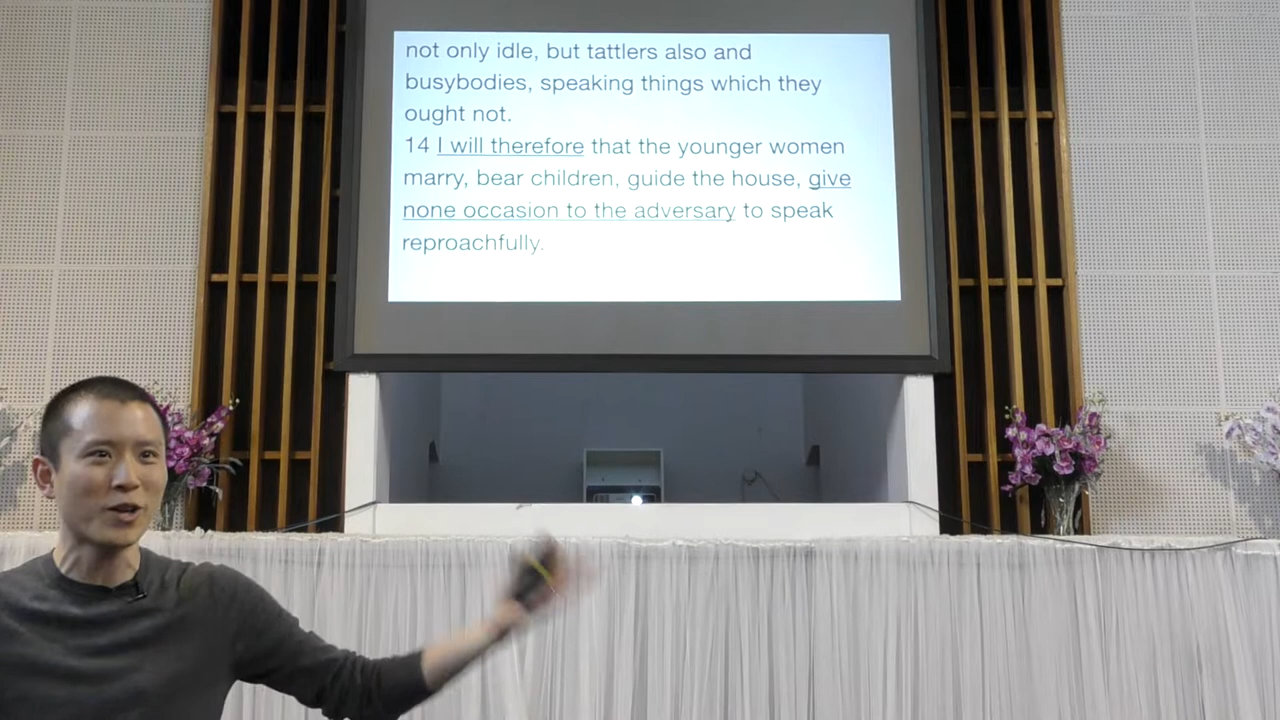 not only idle, but tattlers also and
busybodies, speaking things which they
ought not.
14 I will therefore that the younger women
marry, bear children, guide the house, give
none occasion to the adversary to speak
reproachfully.